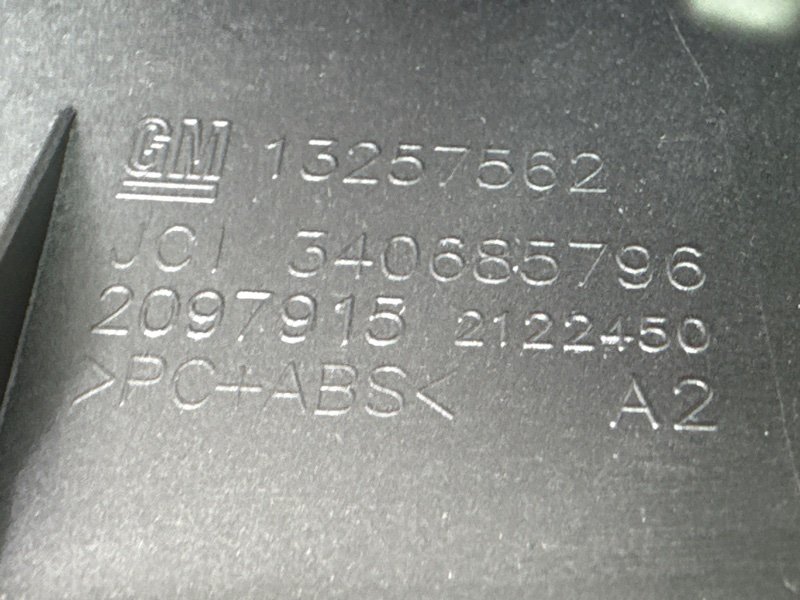 GM 13257562
JCI 340685796
2097915 2122450
>PC+ABS< A2